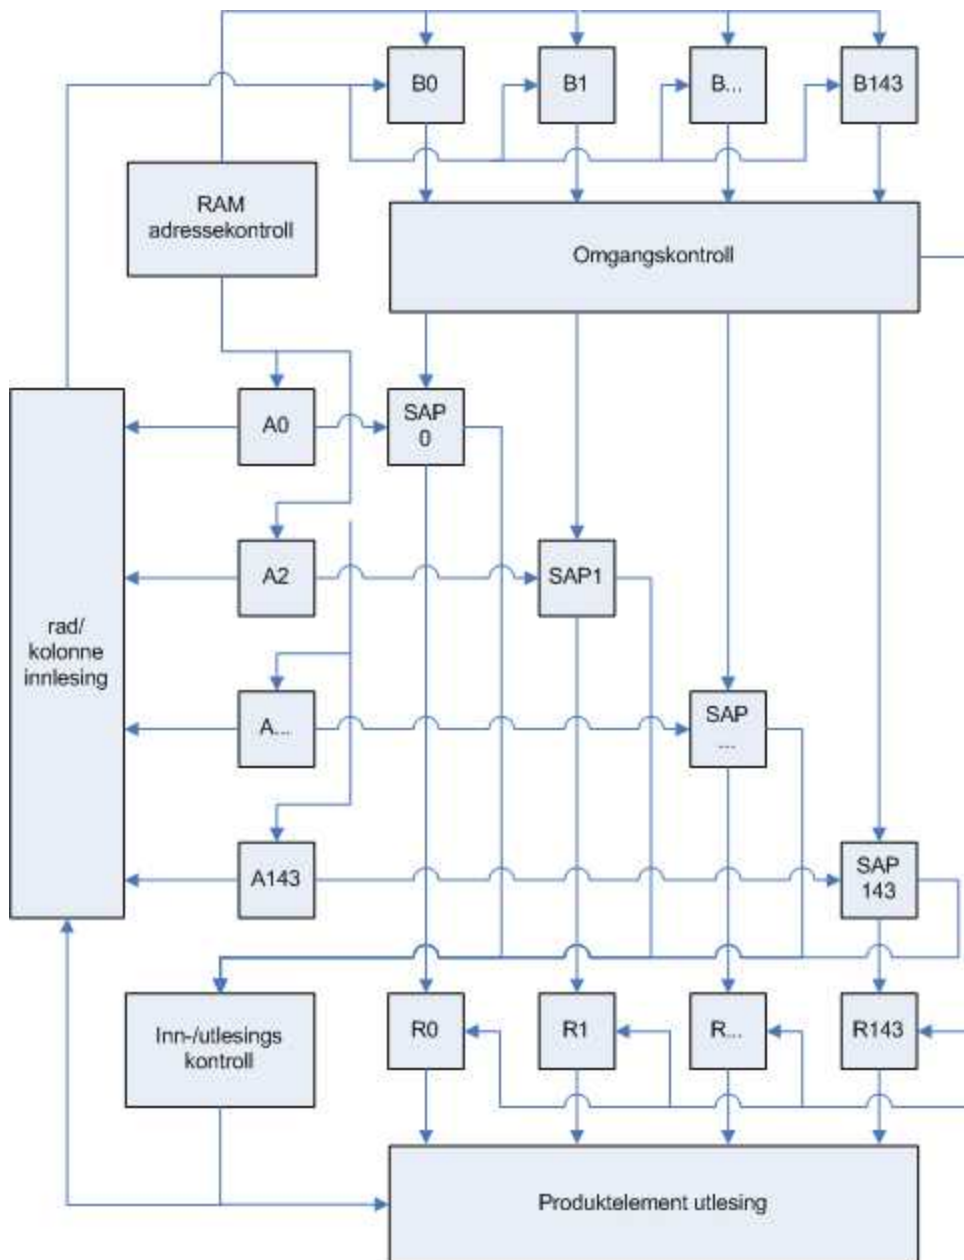 B0
B1
B...
B143
RAM
adressekontroll
Omgangskontroll
A0
SAP
0
A2
SAP1
rad/
kolonne
innlesing
A...
SAP
...
A143
SAP
143
Inn-/utlesings
kontroll
R0
R1
R...
R143
Produktelement utlesing